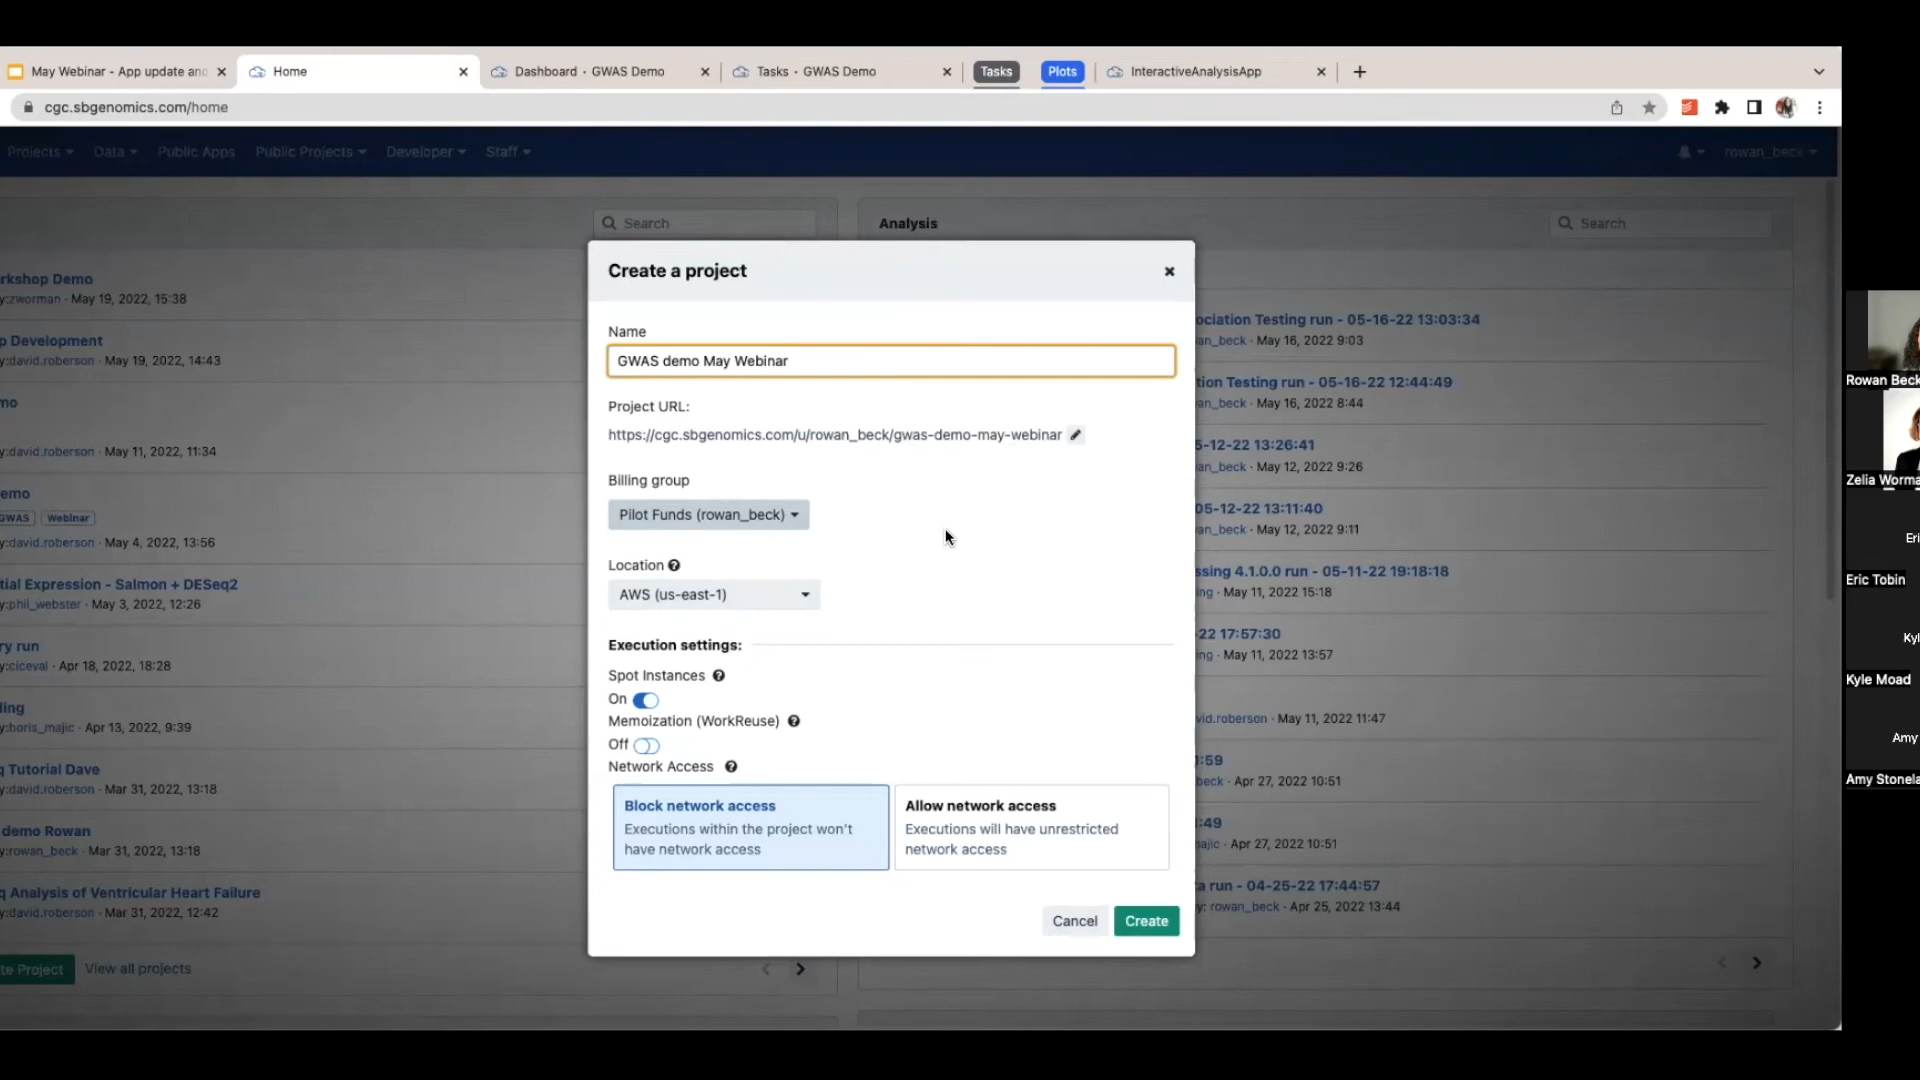 May Webinar - App update and
Home
Dashboard - GWAS Demo
Tasks - GWAS Demo
Tasks
Plots
InteractiveAnalysisApp
cgc.sbgenomics.com/home
Projects
Data
Public Apps
Public Projects
Developer
Staff
rowan_beck
Search
Analysis
Search
rkshop Demo
y:zworman · May 19, 2022, 15:38
p Development
y:david.roberson · May 19, 2022, 14:43
mo
y:david.roberson · May 11, 2022, 11:34
emo
GWAS Webinar
y:david.roberson · May 4, 2022, 13:56
tial Expression - Salmon + DESeq2
y:phil_webster · May 3, 2022, 12:26
ry run
y:ciceval · Apr 18, 2022, 18:28
ling
y:boris_majic · Apr 13, 2022, 9:39
q Tutorial Dave
y:david.roberson · Mar 31, 2022, 13:18
demo Rowan
y:rowan_beck · Mar 31, 2022, 13:18
q Analysis of Ventricular Heart Failure
y:david.roberson · Mar 31, 2022, 12:42
te Project
View all projects
Create a project
Name
GWAS demo May Webinar
Project URL:
https://cgc.sbgenomics.com/u/rowan_beck/gwas-demo-may-webinar
Billing group
Pilot Funds (rowan_beck)
Location
AWS (us-east-1)
Execution settings:
Spot Instances
On
Memoization (WorkReuse)
Off
Network Access
Block network access
Executions within the project won't
have network access
Allow network access
Executions will have unrestricted
network access
Cancel
Create
ociation Testing run - 05-16-22 13:03:34
an_beck · May 16, 2022 9:03
tion Testing run - 05-16-22 12:44:49
an_beck · May 16, 2022 8:44
5-12-22 13:26:41
an_beck · May 12, 2022 9:26
05-12-22 13:11:40
an_beck · May 12, 2022 9:11
ssing 4.1.0.0 run - 05-11-22 19:18:18
ng · May 11, 2022 15:18
22 17:57:30
ng · May 11, 2022 13:57
vid.roberson · May 11, 2022 11:47
:59
beck · Apr 27, 2022 10:51
:49
ajic · Apr 27, 2022 10:51
a run - 04-25-22 17:44:57
y: rowan_beck · Apr 25, 2022 13:44
Rowan Beck
Zelia Worma
Eri
Eric Tobin
Kyl
Kyle Moad
Amy
Amy Stonela